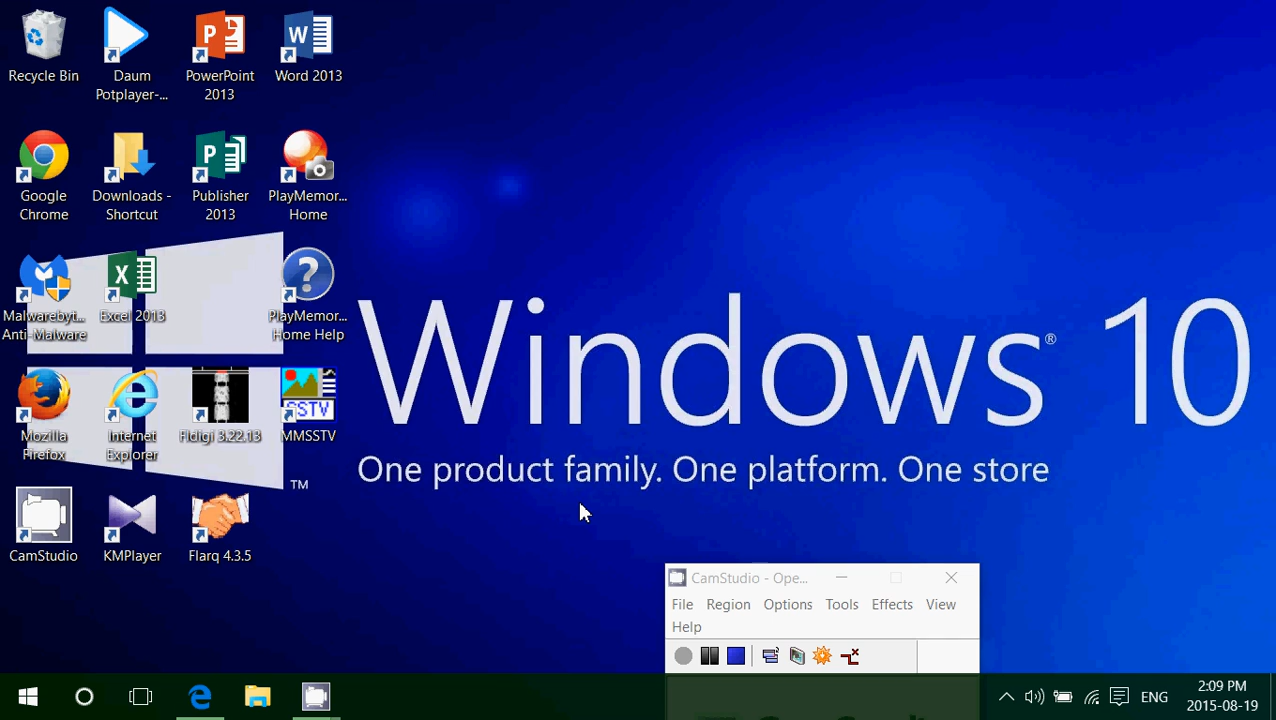 Recycle Bin
Daum
Potplayer-...
PowerPoint
2013
Word 2013
Google
Chrome
Downloads -
Shortcut
Publisher
2013
PlayMemor...
Home
Malwarebyt...
Anti-Malware
Excel 2013
PlayMemor...
Home Help
Mozilla
Firefox
Internet
Explorer
Fldigi 3.22.13
SSTV
MMSSTV
CamStudio
KMPlayer
Flarq 4.3.5
Windows® 10
One product family. One platform. One store
TM
CamStudio - Ope...
File Region Options Tools Effects View
Help
ENG
2:09 PM
2015-08-19